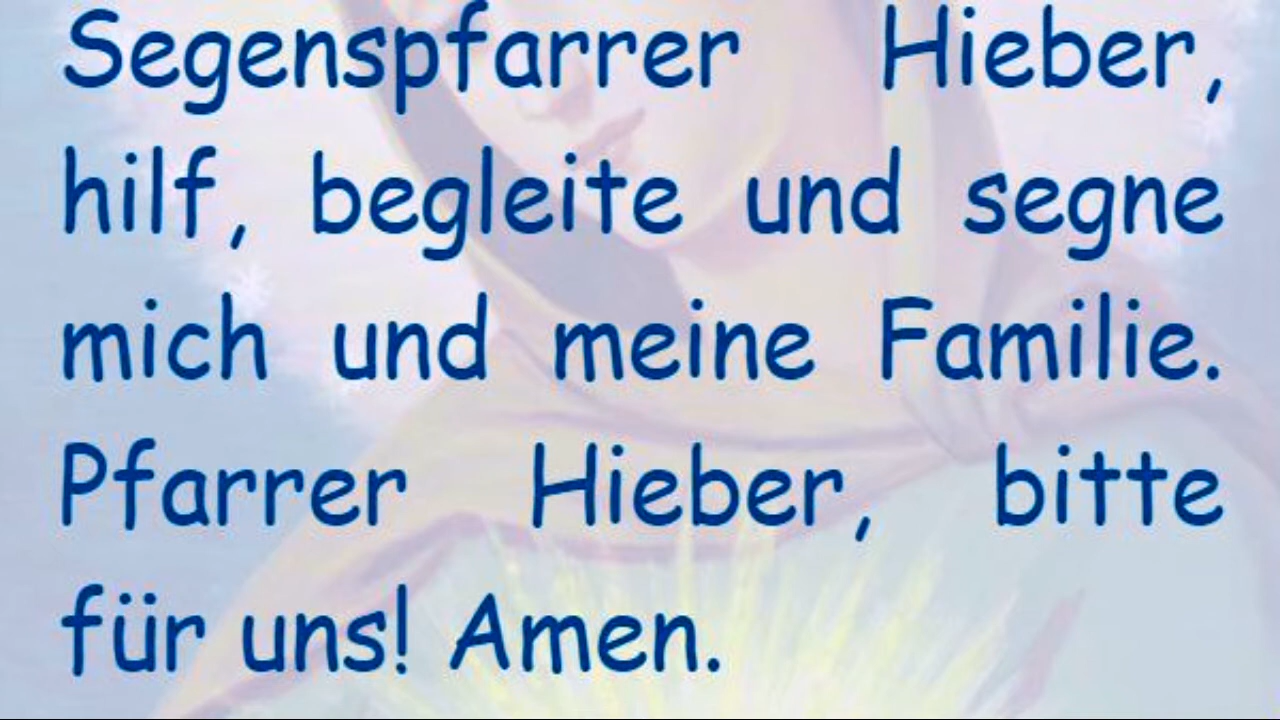 Segenspfarrer Hieber,
hilf, begleite und segne
mich und meine Familie.
Pfarrer Hieber, bitte
für uns! Amen.